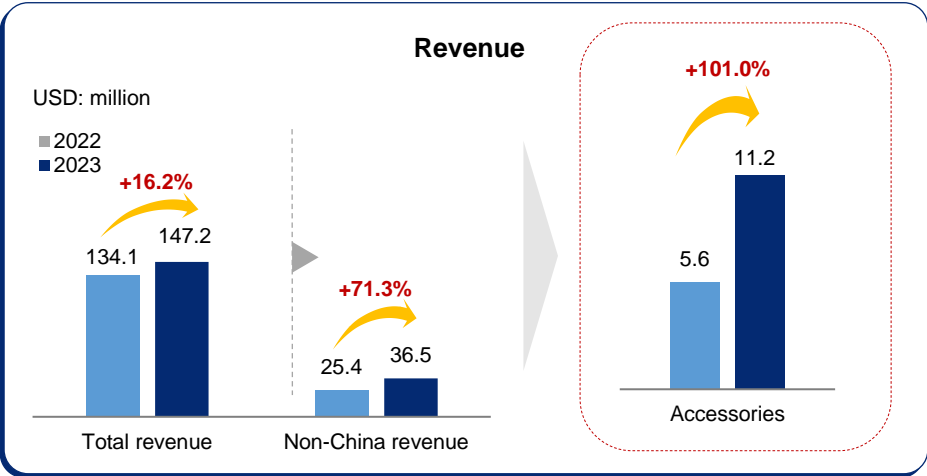 Revenue
USD: million
2022
2023
+16.2%
134.1
147.2
Total revenue
+71.3%
25.4
36.5
Non-China revenue
+101.0%
5.6
11.2
Accessories